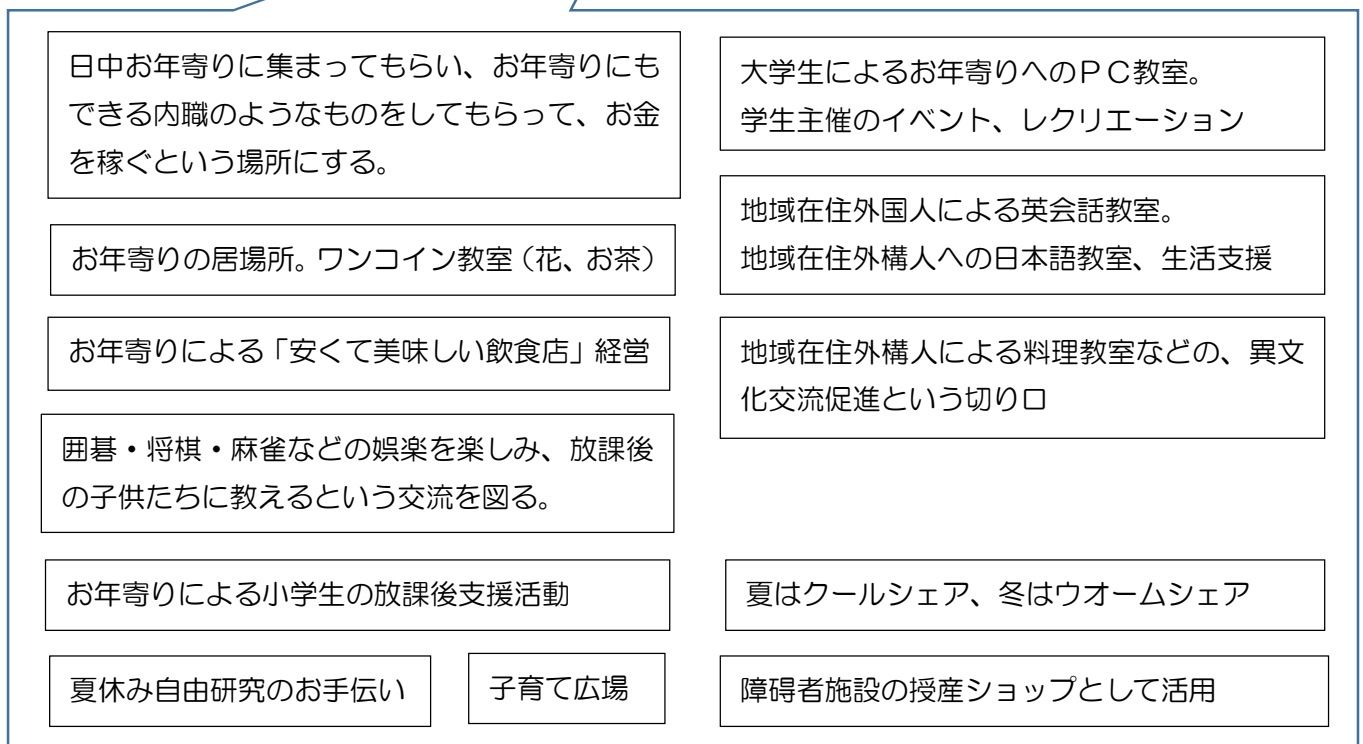 日中お年寄りに集まってもらい、お年寄りにも
できる内職のようなものをしてもらって、お金
を稼ぐという場所にする。
お年寄りの居場所。ワンコイン教室（花、お茶）
お年寄りによる「安くて美味しい飲食店」経営
囲碁・将棋・麻雀などの娯楽を楽しみ、放課後
の子供たちに教えるという交流を図る。
お年寄りによる小学生の放課後支援活動
夏休み自由研究のお手伝い
子育て広場
大学生によるお年寄りへのＰＣ教室。
学生主催のイベント、レクリエーション
地域在住外国人による英会話教室。
地域在住外構人への日本語教室、生活支援
地域在住外構人による料理教室などの、異文
化交流促進という切り口
夏はクールシェア、冬はウオームシェア
障碍者施設の授産ショップとして活用